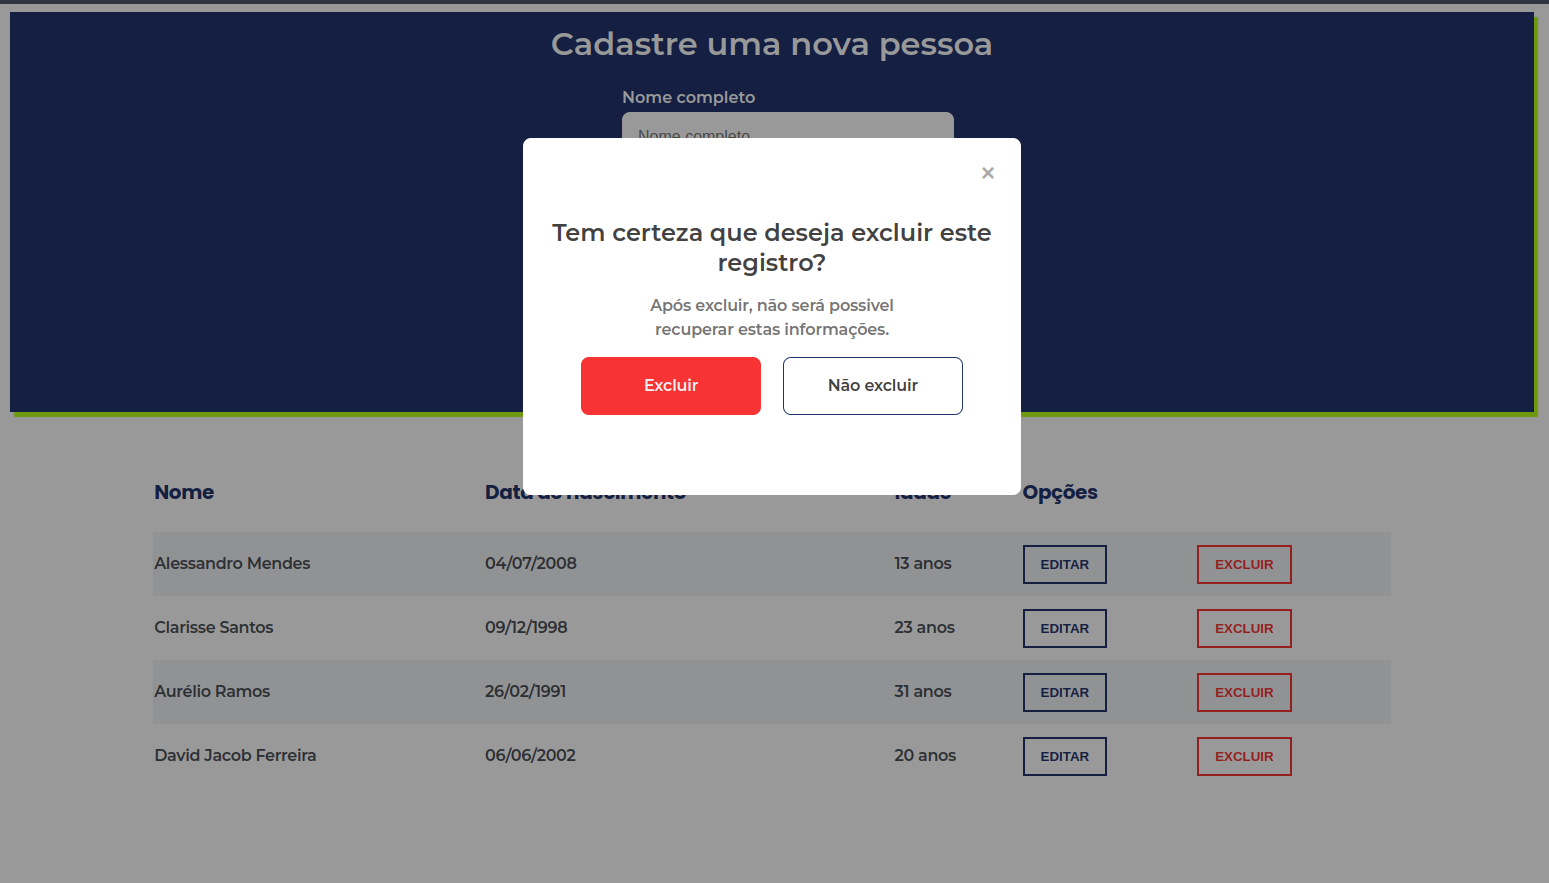 Cadastre uma nova pessoa
Nome completo
Nome completo
×
Tem certeza que deseja excluir este
registro?
Após excluir, não será possivel
recuperar estas informações.
Excluir Não excluir
Nome Data de nascimento Idade Opções
Alessandro Mendes 04/07/2008 13 anos EDITAR EXCLUIR
Clarisse Santos 09/12/1998 23 anos EDITAR EXCLUIR
Aurélio Ramos 26/02/1991 31 anos EDITAR EXCLUIR
David Jacob Ferreira 06/06/2002 20 anos EDITAR EXCLUIR